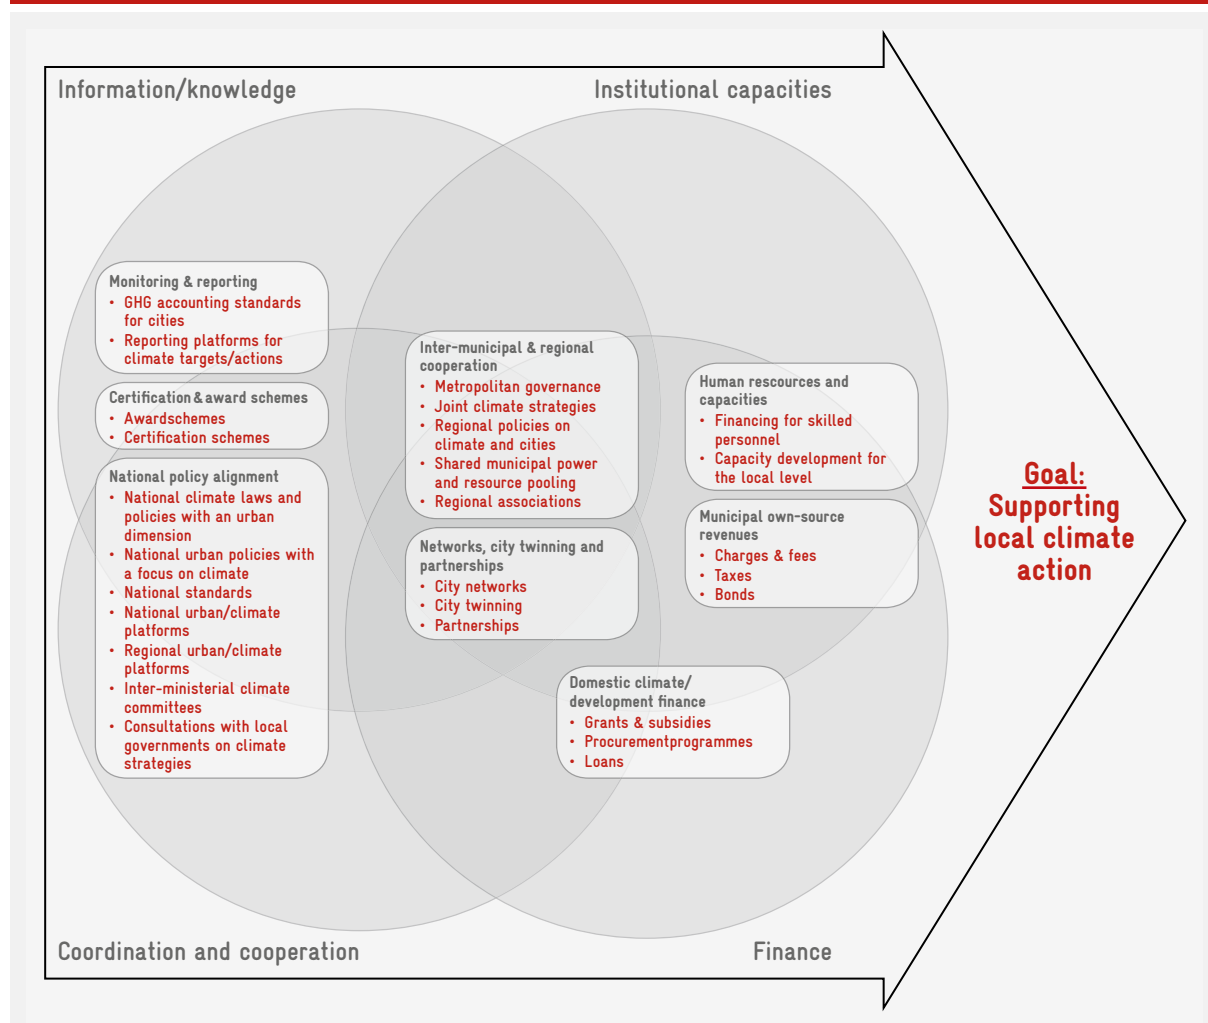 Information/knowledge
Institutional capacities
Monitoring & reporting
• GHG accounting standards
for cities
• Reporting platforms for
climate targets/actions
Certification & award schemes
• Awardschemes
• Certification schemes
National policy alignment
• National climate laws and
policies with an urban
dimension
• National urban policies with
a focus on climate
• National standards
• National urban/climate
platforms
• Regional urban/climate
platforms
• Inter-ministerial climate
committees
• Consultations with local
governments on climate
strategies
Inter-municipal & regional
cooperation
• Metropolitan governance
• Joint climate strategies
• Regional policies on
climate and cities
• Shared municipal power
and resource pooling
• Regional associations
Networks, city twinning and
partnerships
• City networks
• City twinning
• Partnerships
Human rescources and
capacities
• Financing for skilled
personnel
• Capacity development for
the local level
Municipal own-source
revenues
• Charges & fees
• Taxes
• Bonds
Domestic climate/
development finance
• Grants & subsidies
• Procurementprogrammes
• Loans
Goal:
Supporting
local climate
action
Coordination and cooperation
Finance